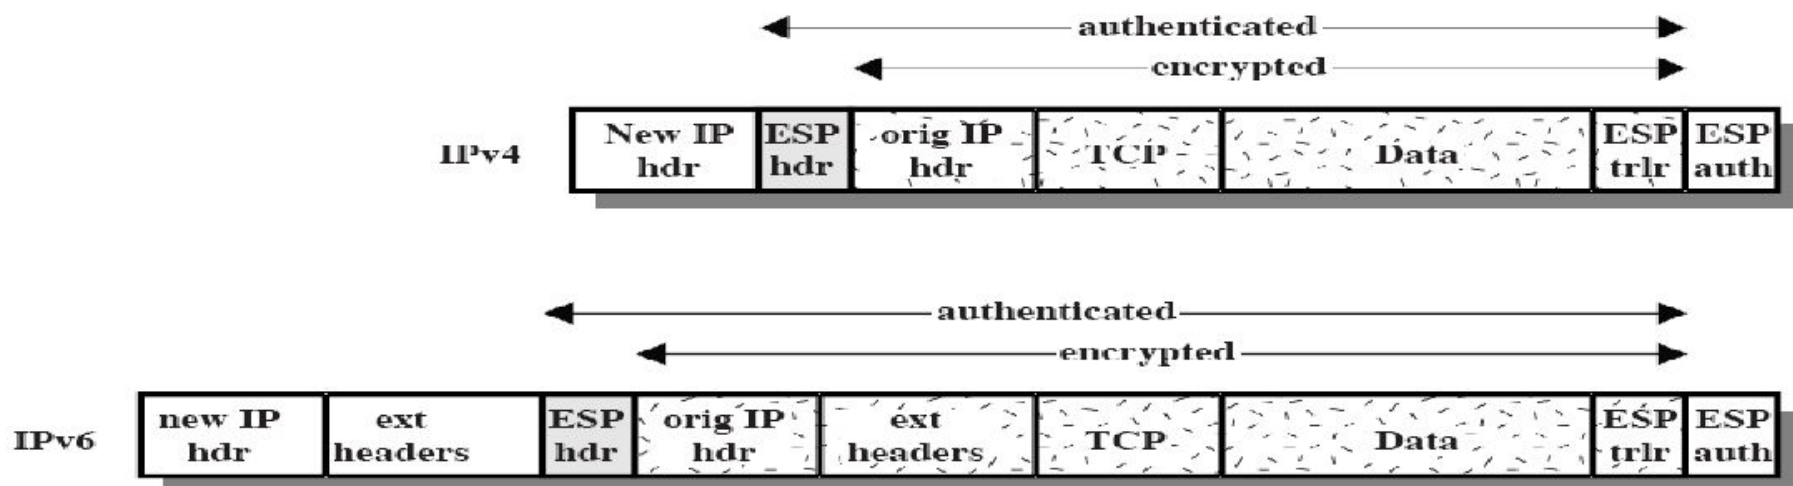 authenticated
encrypted
IPv4
New IP hdr
ESP hdr
orig IP hdr
TCP
Data
ESP trlr
ESP auth
authenticated
encrypted
IPv6
new IP hdr
ext headers
ESP hdr
orig IP hdr
ext headers
TCP
Data
ESP trlr
ESP auth